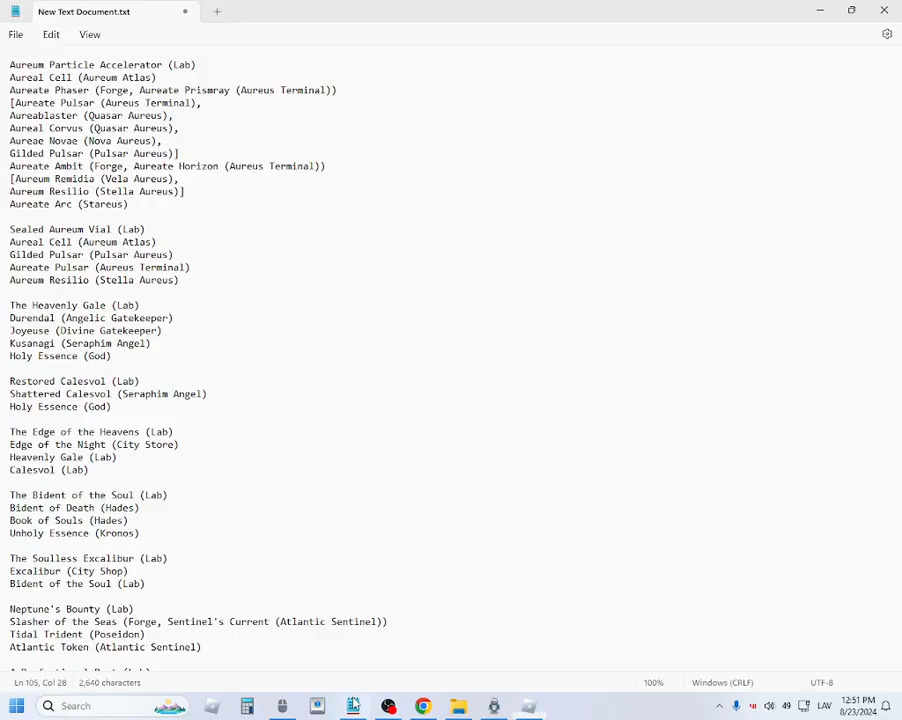 New Text Document.txt
File Edit View
Aureum Particle Accelerator (Lab)
Aureal Cell (Aureum Atlas)
Aureate Phaser (Forge, Aureate Prismray (Aureus Terminal))
[Aureate Pulsar (Aureus Terminal),
Aureablaster (Quasar Aureus),
Aureal Corvus (Quasar Aureus),
Aureae Novae (Nova Aureus),
Gilded Pulsar (Pulsar Aureus)]
Aureate Ambit (Forge, Aureate Horizon (Aureus Terminal))
[Aureum Remidia (Vela Aureus),
Aureum Resilio (Stella Aureus)]
Aureate Arc (Stareus)
Sealed Aureum Vial (Lab)
Aureal Cell (Aureum Atlas)
Gilded Pulsar (Pulsar Aureus)
Aureate Pulsar (Aureus Terminal)
Aureum Resilio (Stella Aureus)
The Heavenly Gale (Lab)
Durendal (Angelic Gatekeeper)
Joyeuse (Divine Gatekeeper)
Kusanagi (Seraphim Angel)
Holy Essence (God)
Restored Calesvol (Lab)
Shattered Calesvol (Seraphim Angel)
Holy Essence (God)
The Edge of the Heavens (Lab)
Edge of the Night (City Store)
Heavenly Gale (Lab)
Calesvol (Lab)
The Bident of the Soul (Lab)
Bident of Death (Hades)
Book of Souls (Hades)
Unholy Essence (Kronos)
The Soulless Excalibur (Lab)
Excalibur (City Shop)
Bident of the Soul (Lab)
Neptune's Bounty (Lab)
Slasher of the Seas (Forge, Sentinel's Current (Atlantic Sentinel))
Tidal Trident (Poseidon)
Atlantic Token (Atlantic Sentinel)
Ln 105, Col 28 2,640 characters 100% Windows (CRLF) UTF-8
Search 49 LAV 12:51 PM
8/23/2024